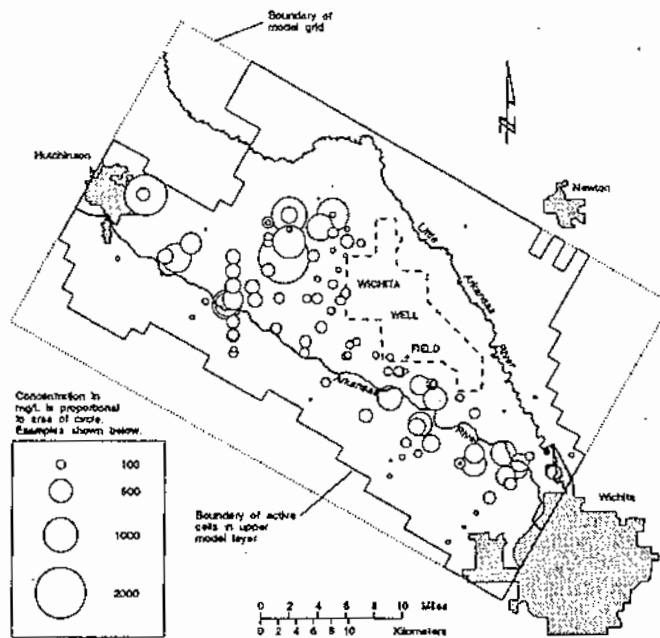 Boundary of
model grid
Hutchinson
N
Newton
Little
Arkansas
River
WICHITA
WELL
FIELD
Arkansas
River
Concentration in
mg/L is proportional
to area of circle.
Examples shown below.
100
500
1000
2000
Boundary of active
cells in upper
model layer
Wichita
0 2 4 6 8 10 Miles
0 2 4 6 8 10 Kilometers